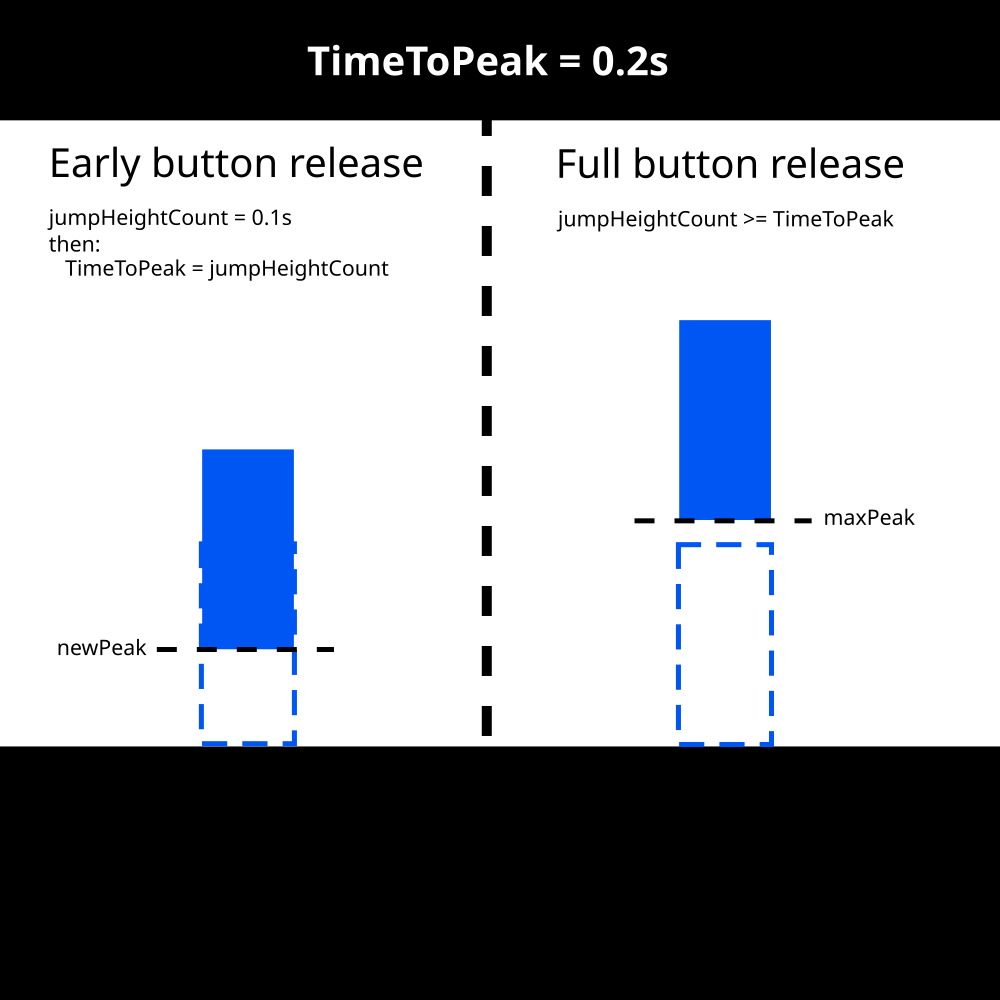 TimeToPeak = 0.2s
Early button release
jumpHeightCount = 0.1s
then:
TimeToPeak = jumpHeightCount
newPeak
Full button release
jumpHeightCount >= TimeToPeak
maxPeak